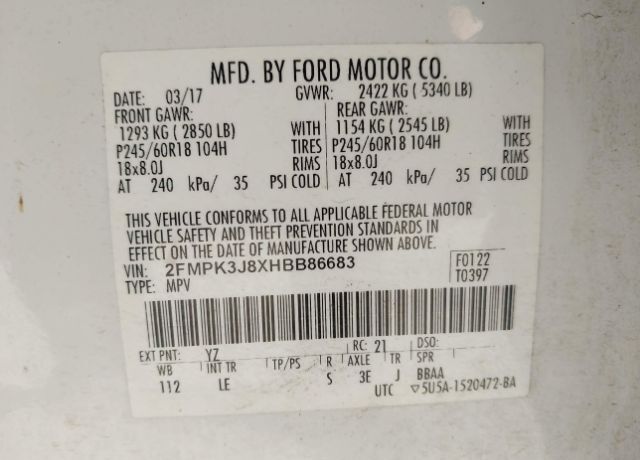 MFD. BY FORD MOTOR CO.
DATE: 03/17 GVWR: 2422 KG ( 5340 LB)
FRONT GAWR: REAR GAWR:
1293 KG ( 2850 LB) WITH 1154 KG ( 2545 LB) WITH
P245/60R18 104H TIRES P245/60R18 104H TIRES
18x8.0J RIMS 18x8.0J RIMS
AT 240 kPa/ 35 PSI COLD AT 240 kPa/ 35 PSI COLD
THIS VEHICLE CONFORMS TO ALL APPLICABLE FEDERAL MOTOR
VEHICLE SAFETY AND THEFT PREVENTION STANDARDS IN
EFFECT ON THE DATE OF MANUFACTURE SHOWN ABOVE.
VIN: 2FMPK3J8XHBB86683 F0122
TYPE: MPV T0397
EXT PNT: YZ RC: 21 DSO:
WB INT TR TP/PS R AXLE TR SPR
112 LE S 3E J BBAA
UTC ▽5U5A-1520472-BA